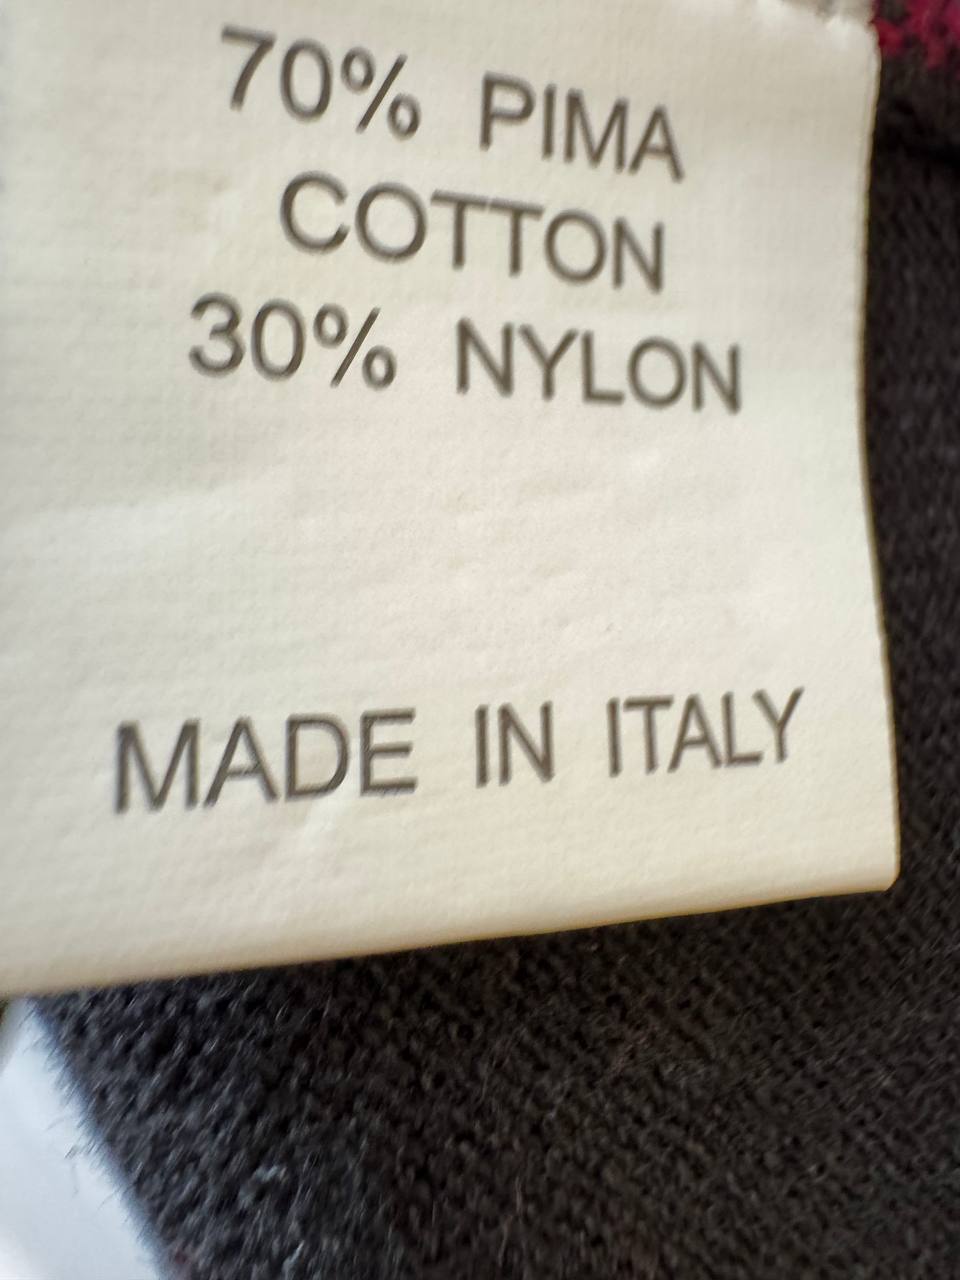 70% PIMA
COTTON
30% NYLON
MADE IN ITALY